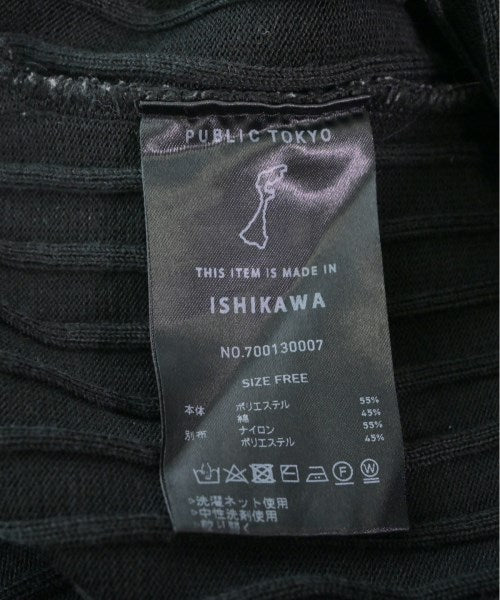 PUBLIC TOKYO
THIS ITEM IS MADE IN
ISHIKAWA
NO.700130007
SIZE FREE
本体 ポリエステル 55%
綿 45%
別布 ナイロン 55%
ポリエステル 45%
F W
洗濯ネット使用
中性洗剤使用